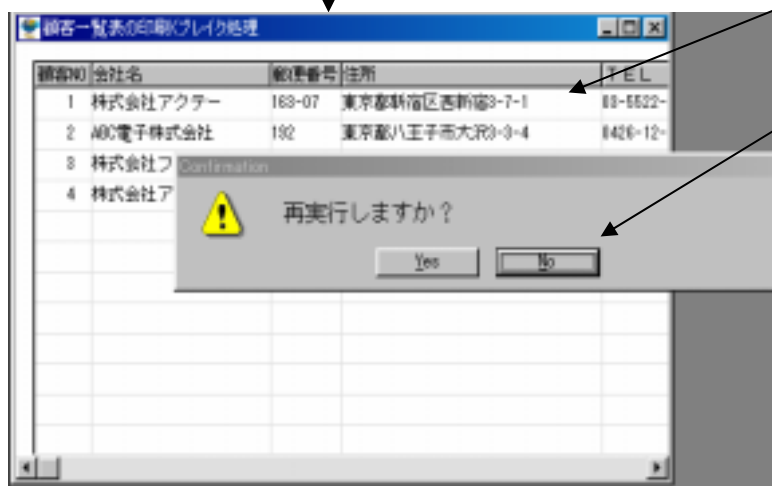 顧客一覧表の印刷(ブレイク処理
顧客NO 会社名 郵便番号 住所 TEL
1 株式会社アクテー 163-07 東京都新宿区西新宿3-7-1 03-5522-
2 ABC電子株式会社 192 東京都八王子市大沢3-3-4 0426-12-
3 株式会社フ
4 株式会社ア
Confirmation
再実行しますか？
Yes No